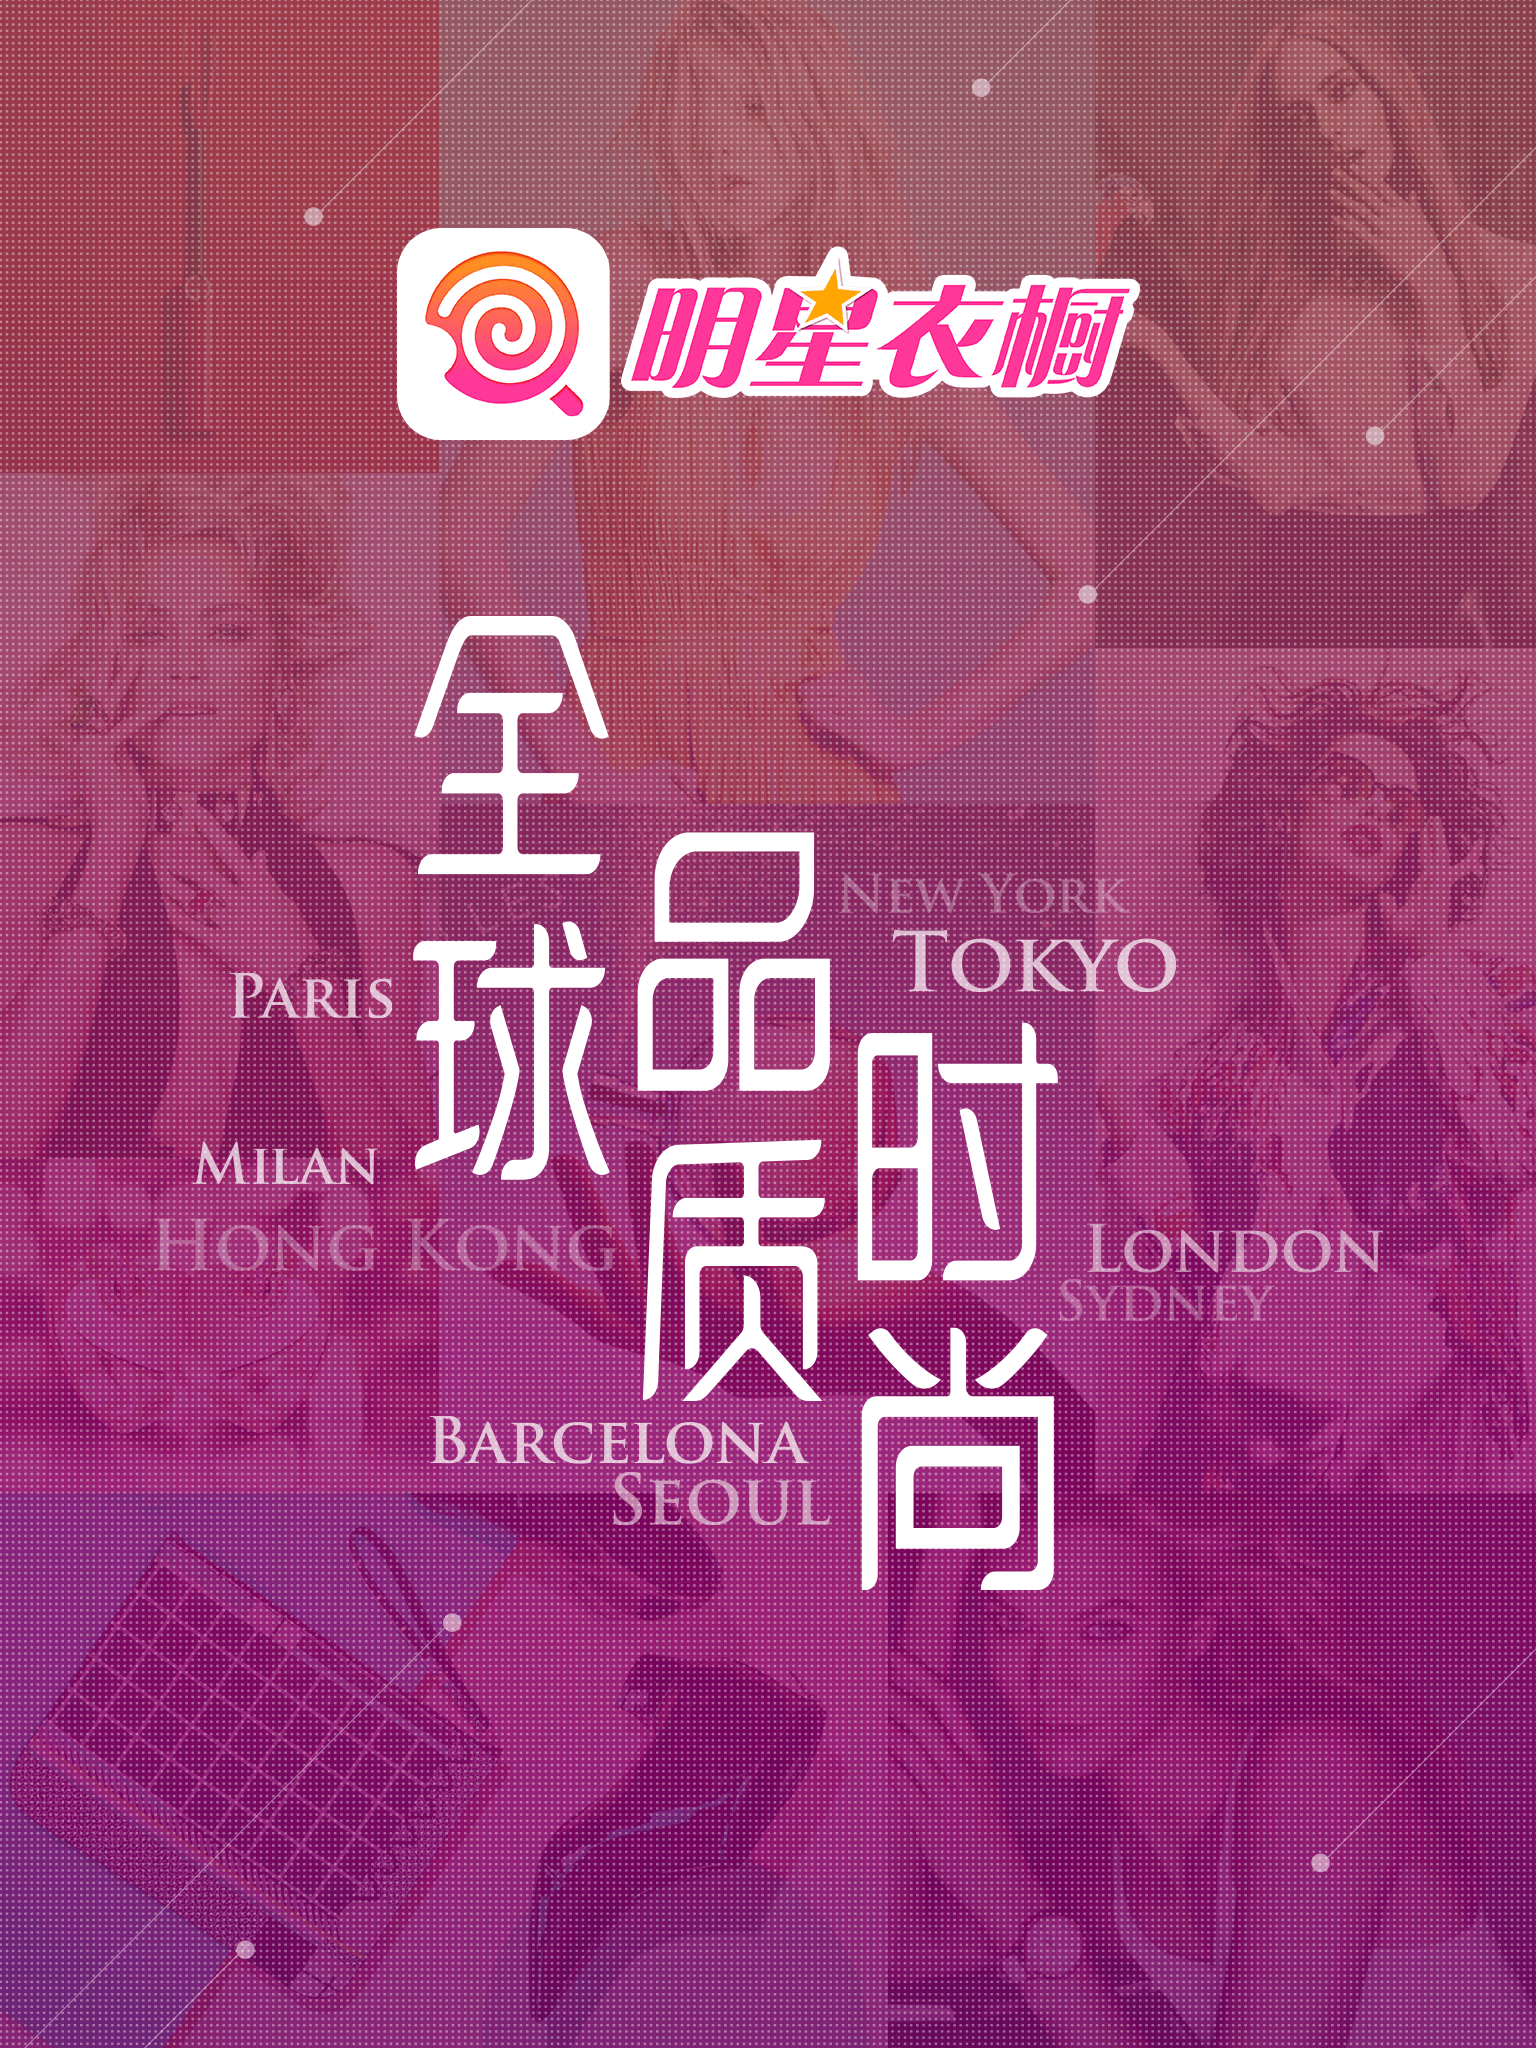 明星衣橱
全球
品质
时尚
NEW YORK
TOKYO
PARIS
MILAN
HONG KONG
LONDON
SYDNEY
BARCELONA
SEOUL